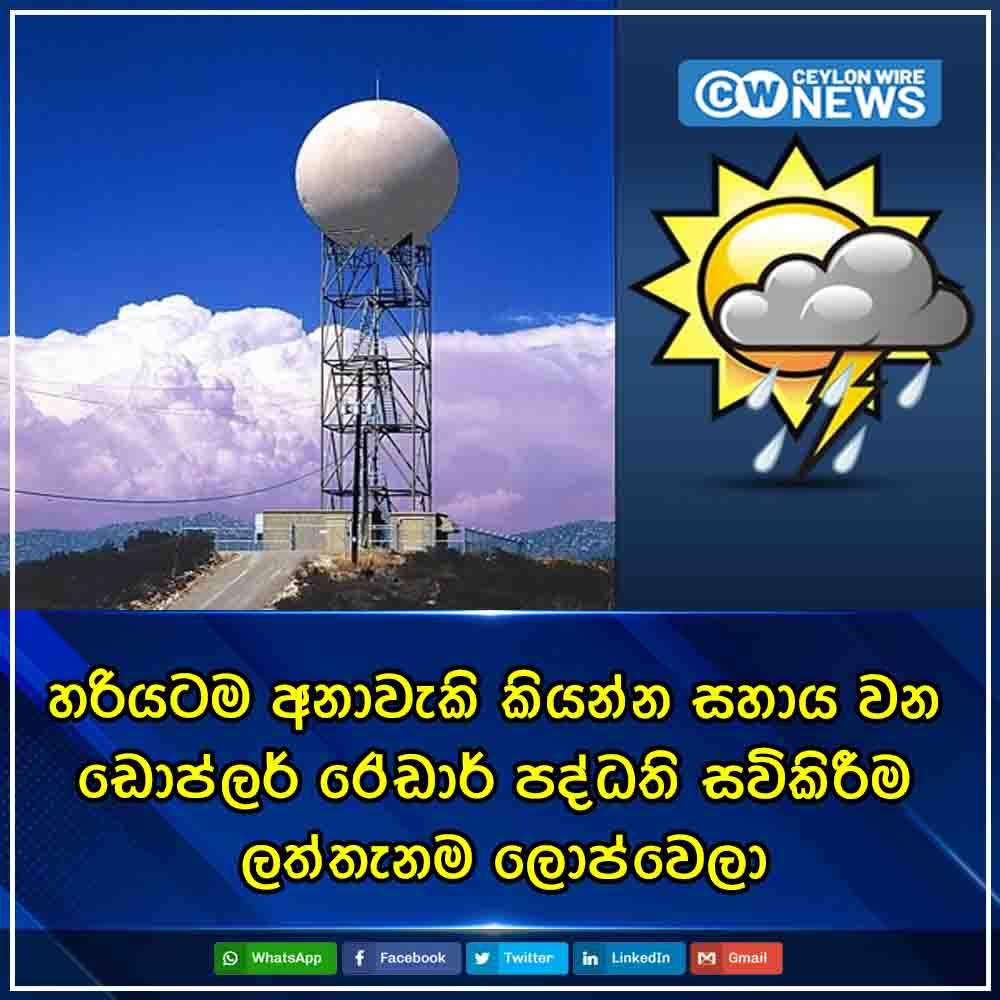 CW CEYLON WIRE
NEWS
හරියටම අනාවැකි කියන්න සහාය වන
ඩොප්ලර් රේඩාර් පද්ධති සවිකිරීම
ලත්තැනම ලොප්වෙලා
WhatsApp Facebook Twitter LinkedIn Gmail